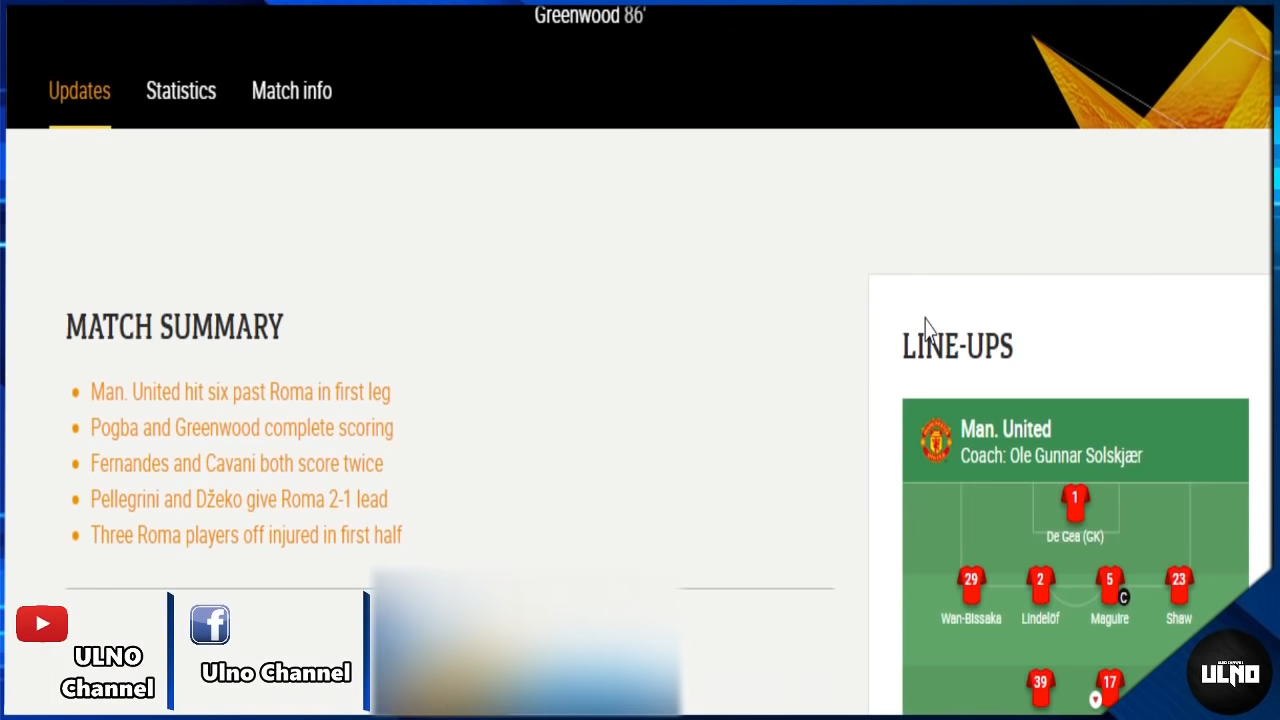 Greenwood 86'
Updates Statistics Match info
MATCH SUMMARY
Man. United hit six past Roma in first leg
Pogba and Greenwood complete scoring
Fernandes and Cavani both score twice
Pellegrini and Džeko give Roma 2-1 lead
Three Roma players off injured in first half
LINE-UPS
Man. United
Coach: Ole Gunnar Solskjær
1
De Gea (GK)
29 2 5 23
C
Wan-Bissaka Lindelöf Maguire Shaw
39 17
ULNO
Channel
Ulno Channel
ULNO